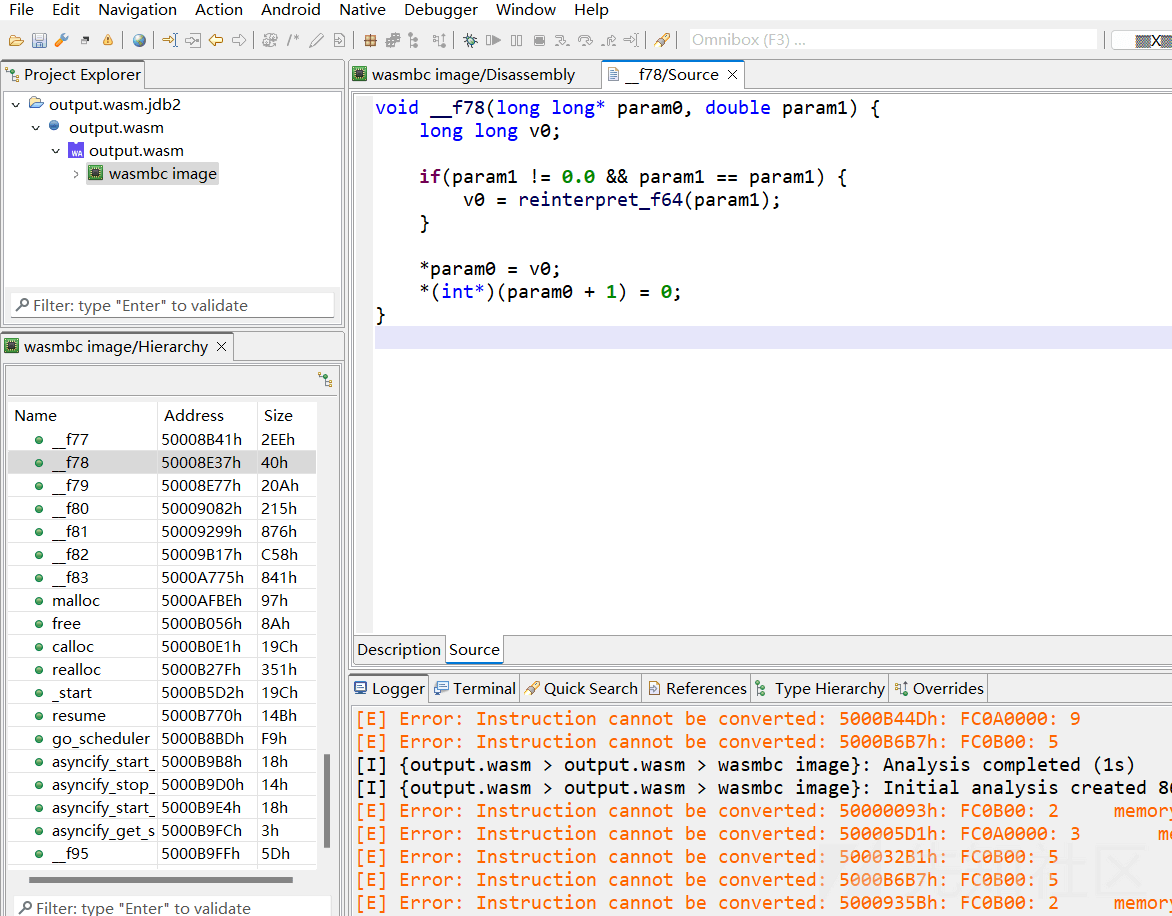 File Edit Navigation Action Android Native Debugger Window Help
Omnibox (F3) ...
Project Explorer
output.wasm.jdb2
output.wasm
output.wasm
wasmbc image
Filter: type "Enter" to validate
wasmbc image/Hierarchy
Name Address Size
__f77 50008B41h 2EEh
__f78 50008E37h 40h
__f79 50008E77h 20Ah
__f80 50009082h 215h
__f81 50009299h 876h
__f82 50009B17h C58h
__f83 5000A775h 841h
malloc 5000AFBEh 97h
free 5000B056h 8Ah
calloc 5000B0E1h 19Ch
realloc 5000B27Fh 351h
_start 5000B5D2h 19Ch
resume 5000B770h 14Bh
go_scheduler 5000B8BDh F9h
asyncify_start_ 5000B9B8h 18h
asyncify_stop_ 5000B9D0h 14h
asyncify_start_ 5000B9E4h 18h
asyncify_get_s 5000B9FCh 3h
__f95 5000B9FFh 5Dh
Filter: type "Enter" to validate
wasmbc image/Disassembly __f78/Source
void __f78(long long* param0, double param1) {
long long v0;
if(param1 != 0.0 && param1 == param1) {
v0 = reinterpret_f64(param1);
}
*param0 = v0;
*(int*)(param0 + 1) = 0;
}
Description Source
Logger Terminal Quick Search References Type Hierarchy Overrides
[E] Error: Instruction cannot be converted: 5000B44Dh: FC0A0000: 9
[E] Error: Instruction cannot be converted: 5000B6B7h: FC0B00: 5
[I] {output.wasm > output.wasm > wasmbc image}: Analysis completed (1s)
[I] {output.wasm > output.wasm > wasmbc image}: Initial analysis created 86
[E] Error: Instruction cannot be converted: 50000093h: FC0B00: 2 memory
[E] Error: Instruction cannot be converted: 500005D1h: FC0A0000: 3 me
[E] Error: Instruction cannot be converted: 500032B1h: FC0B00: 5
[E] Error: Instruction cannot be converted: 5000B6B7h: FC0B00: 5
[E] Error: Instruction cannot be converted: 5000935Bh: FC0B00: 2 memory